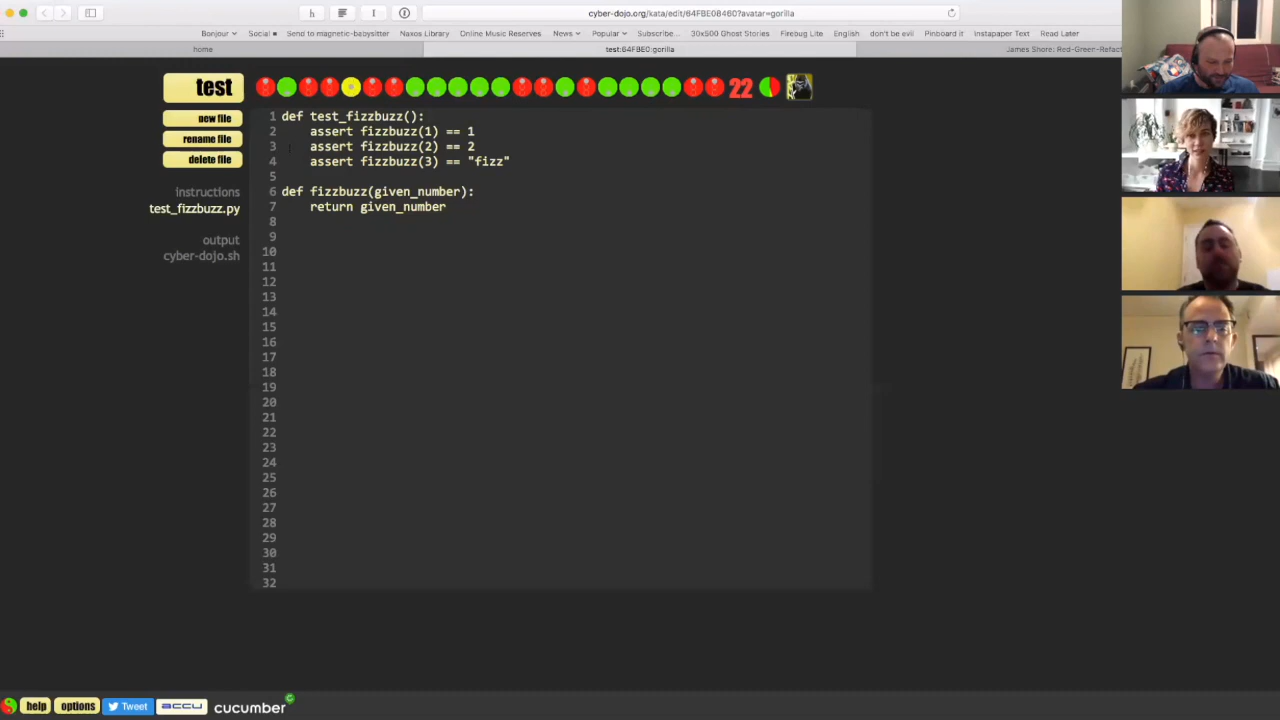 cyber-dojo.org/kata/edit/64FBE08460?avatar=gorilla
Bonjour Social Send to magnetic-babysitter Naxos Library Online Music Reserves News Popular Subscribe... 30x500 Ghost Stories Firebug Lite English don't be evil Pinboard it Instapaper Text Read Later
home test:64FBE0:gorilla James Shore: Red-Green-Refact
test 22
new file
rename file
delete file
instructions
test_fizzbuzz.py
output
cyber-dojo.sh
1 def test_fizzbuzz():
2 assert fizzbuzz(1) == 1
3 assert fizzbuzz(2) == 2
4 assert fizzbuzz(3) == "fizz"
5
6 def fizzbuzz(given_number):
7 return given_number
8
9
10
11
12
13
14
15
16
17
18
19
20
21
22
23
24
25
26
27
28
29
30
31
32
help options Tweet accu cucumber